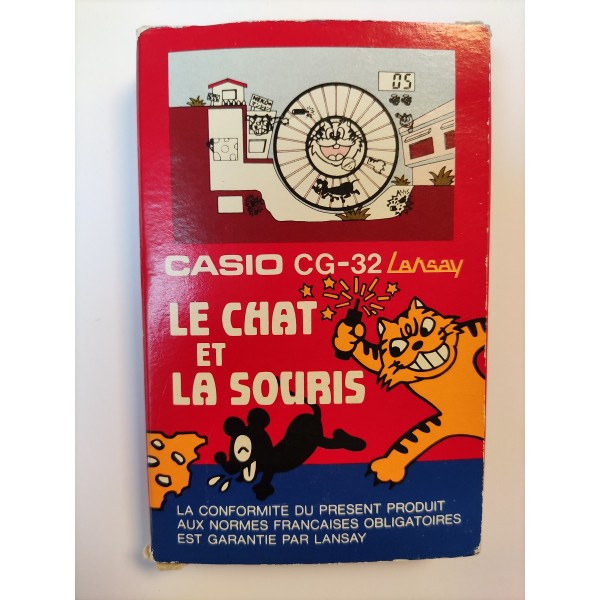 05
CASIO CG-32 Lansay
LE CHAT
ET
LA SOURIS
LA CONFORMITE DU PRESENT PRODUIT
AUX NORMES FRANCAISES OBLIGATOIRES
EST GARANTIE PAR LANSAY